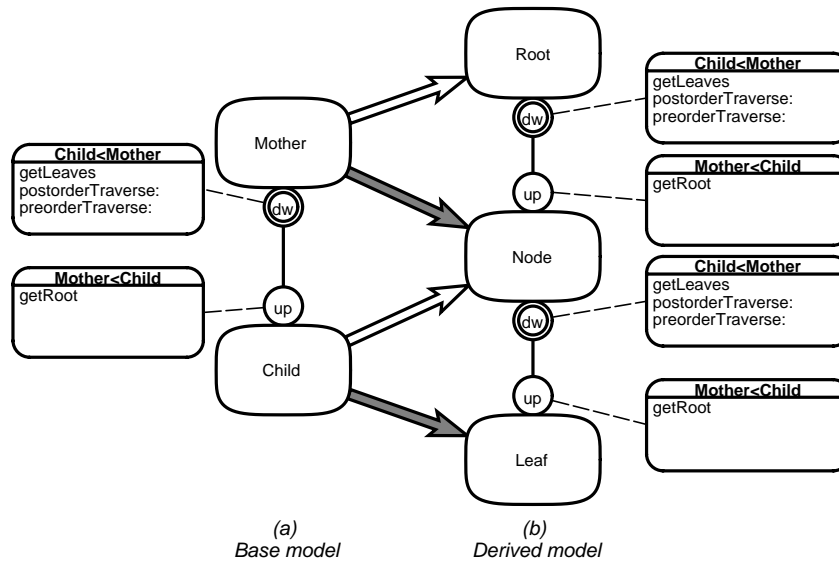 Root
Child<Mother
getLeaves
postorderTraverse:
preorderTraverse:
dw
Mother
Child<Mother
getLeaves
postorderTraverse:
preorderTraverse:
Mother<Child
getRoot
up
dw
Node
Child<Mother
getLeaves
postorderTraverse:
preorderTraverse:
Mother<Child
getRoot
up
dw
Child
Mother<Child
getRoot
up
Leaf
(a)
Base model
(b)
Derived model